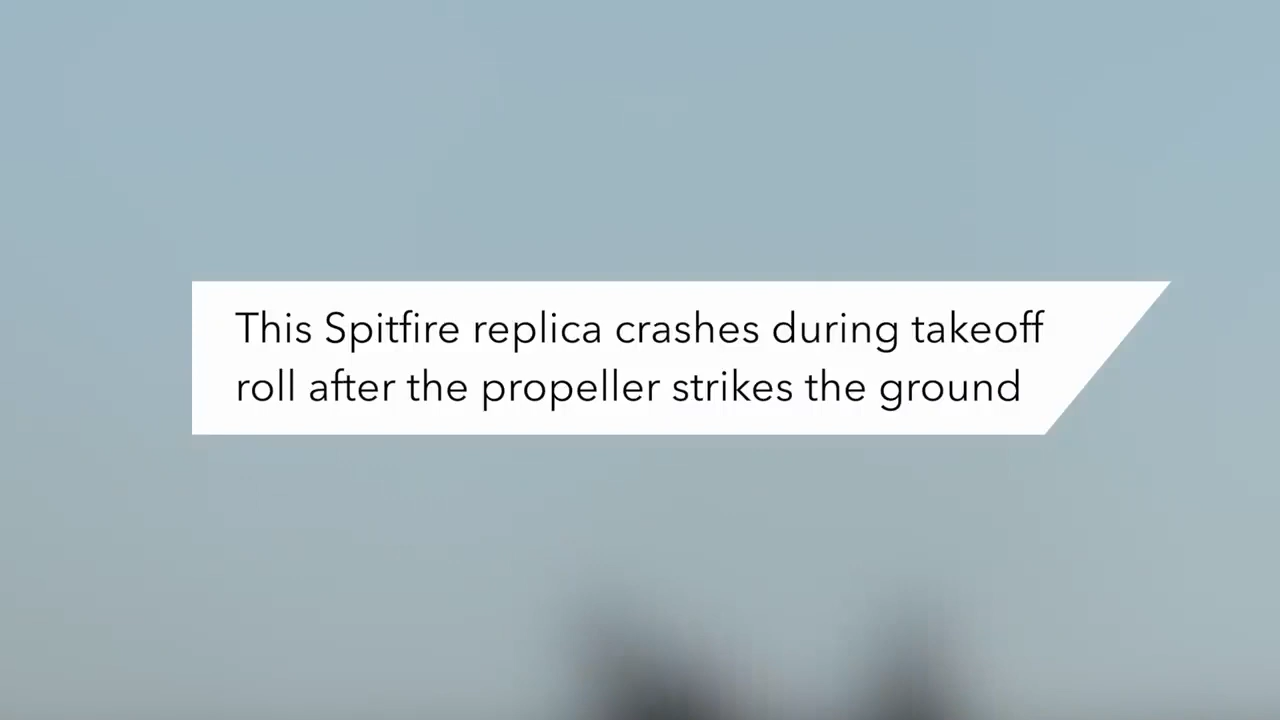 This Spitfire replica crashes during takeoff
roll after the propeller strikes the ground